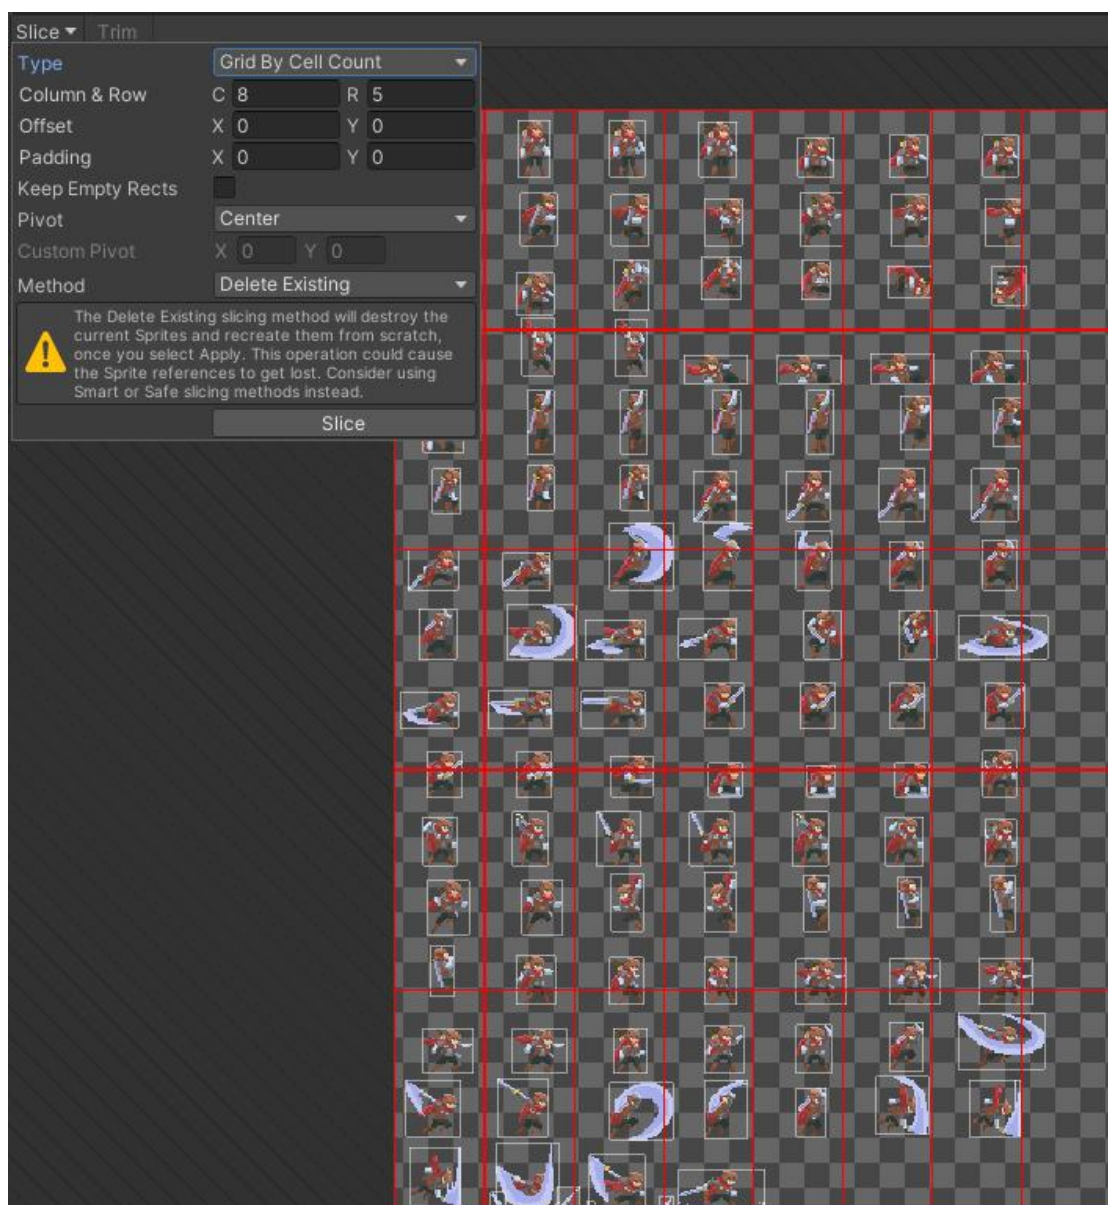 Slice Trim
Type Grid By Cell Count
Column & Row C 8 R 5
Offset X 0 Y 0
Padding X 0 Y 0
Keep Empty Rects
Pivot Center
Custom Pivot X 0 Y 0
Method Delete Existing
The Delete Existing slicing method will destroy the
current Sprites and recreate them from scratch,
once you select Apply. This operation could cause
the Sprite references to get lost. Consider using
Smart or Safe slicing methods instead.
Slice